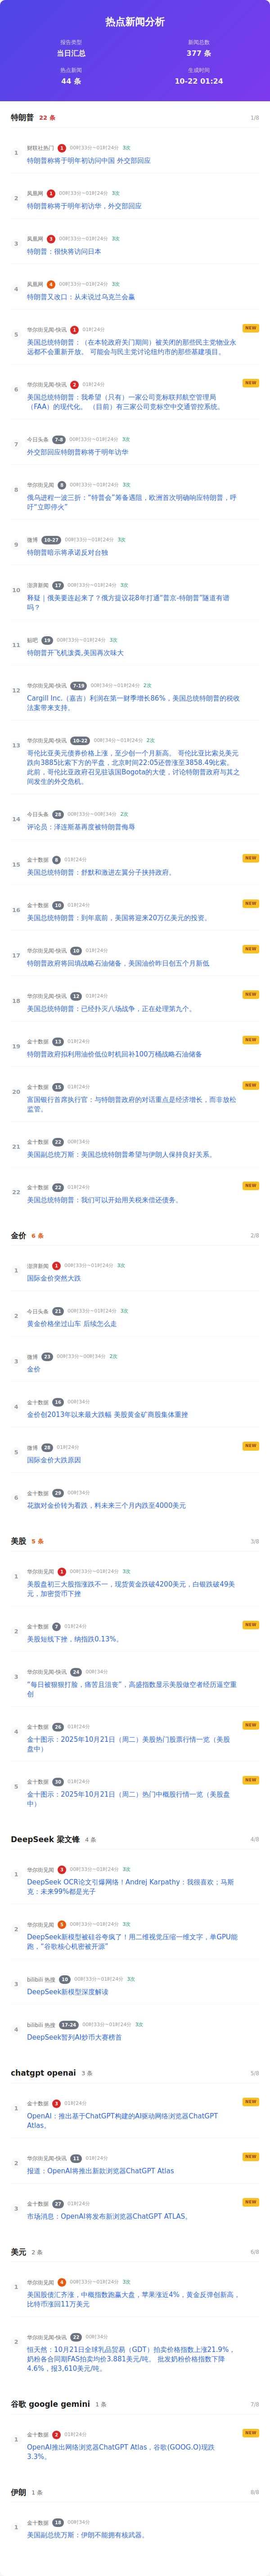 热点新闻分析
报告类型
当日汇总
新闻总数
377 条
热点新闻
44 条
生成时间
10-22 01:24
特朗普 22 条 1/8
1 财联社热门 1 00时33分~01时24分 3次
特朗普称将于明年初访问中国 外交部回应
2 凤凰网 1 00时33分~01时24分 3次
特朗普称将于明年初访华，外交部回应
3 凤凰网 3 00时33分~01时24分 3次
特朗普：很快将访问日本
4 凤凰网 4 00时33分~01时24分 3次
特朗普又改口：从未说过乌克兰会赢
5 华尔街见闻-快讯 1 01时24分 NEW
美国总统特朗普：（在本轮政府关门期间）被关闭的那些民主党物业永
远都不会重新开放。 可能会与民主党讨论纽约市的那些基建项目。
6 华尔街见闻-快讯 2 01时24分 NEW
美国总统特朗普：我希望（只有）一家公司竞标联邦航空管理局
（FAA）的现代化。 （目前）有三家公司竞标空中交通管控系统。
7 今日头条 7-8 00时33分~01时24分 3次
外交部回应特朗普称将于明年访华
8 华尔街见闻 8 00时33分~01时24分 3次
俄乌进程一波三折：“特普会”筹备遇阻，欧洲首次明确响应特朗普，呼
吁“立即停火”
9 微博 10-27 00时33分~01时24分 3次
特朗普暗示将承诺反对台独
10 澎湃新闻 17 00时33分~01时24分 3次
释疑｜俄美要连起来了？俄方提议花8年打通“普京-特朗普”隧道有谱
吗？
11 贴吧 19 00时33分~01时24分 3次
特朗普开飞机泼粪,美国再次味大
12 华尔街见闻-快讯 7-19 00时34分~01时24分 2次
Cargill Inc.（嘉吉）利润在第一财季增长86%，美国总统特朗普的税收
法案带来支持。
13 华尔街见闻-快讯 10-22 00时34分~01时24分 2次
哥伦比亚美元债券价格上涨，至少创一个月新高。 哥伦比亚比索兑美元
跌向3885比索下方的平盘，北京时间22:05还曾涨至3858.49比索。
此前，哥伦比亚政府召见驻该国Bogota的大使，讨论特朗普政府与其之
间发生的外交危机。
14 今日头条 28 00时34分~01时24分 2次
评论员：泽连斯基再度被特朗普侮辱
15 金十数据 8 01时24分 NEW
美国总统特朗普：舒默和激进左翼分子挟持政府。
16 金十数据 10 01时24分 NEW
美国总统特朗普：到年底前，美国将迎来20万亿美元的投资。
17 华尔街见闻-快讯 10 01时24分 NEW
特朗普政府将回填战略石油储备，美国油价昨日创五个月新低
18 华尔街见闻-快讯 12 01时24分 NEW
美国总统特朗普：已经扑灭八场战争，正在处理第九个。
19 金十数据 13 01时24分 NEW
特朗普政府拟利用油价低位时机回补100万桶战略石油储备
20 金十数据 15 01时24分 NEW
富国银行首席执行官：与特朗普政府的对话重点是经济增长，而非放松
监管。
21 金十数据 22 00时34分
美国副总统万斯：美国总统特朗普希望与伊朗人保持良好关系。
22 金十数据 22 01时24分 NEW
美国总统特朗普：我们可以开始用关税来偿还债务。
金价 6 条 2/8
1 澎湃新闻 1 00时33分~01时24分 3次
国际金价突然大跌
2 今日头条 21 00时33分~01时24分 3次
黄金价格坐过山车 后续怎么走
3 微博 23 00时33分~00时34分 2次
金价
4 金十数据 16 00时34分
金价创2013年以来最大跌幅 美股黄金矿商股集体重挫
5 微博 28 01时24分 NEW
国际金价大跌原因
6 金十数据 29 00时34分
花旗对金价转为看跌，料未来三个月内跌至4000美元
美股 5 条 3/8
1 华尔街见闻 1 00时33分~01时24分 3次
美股盘初三大股指涨跌不一，现货黄金跌破4200美元，白银跌破49美
元，加密货币下挫
2 金十数据 7 01时24分 NEW
美股短线下挫，纳指跌0.13%。
3 华尔街见闻-快讯 24 00时34分
“每日被狠狠打脸，痛苦且沮丧”，高盛指数显示美股做空者经历逼空重
创
4 金十数据 26 01时24分 NEW
金十图示：2025年10月21日（周二）美股热门股票行情一览（美股
盘中）
5 金十数据 30 01时24分 NEW
金十图示：2025年10月21日（周二）热门中概股行情一览（美股盘
中）
DeepSeek 梁文锋 4 条 4/8
1 华尔街见闻 3 00时33分~01时24分 3次
DeepSeek OCR论文引爆网络！Andrej Karpathy：我很喜欢；马斯
克：未来99%都是光子
2 华尔街见闻 5 00时33分~01时24分 3次
DeepSeek新模型被硅谷夸疯了！用二维视觉压缩一维文字，单GPU能
跑，“谷歌核心机密被开源”
3 bilibili 热搜 10 00时33分~01时24分 3次
DeepSeek新模型深度解读
4 bilibili 热搜 17-24 00时33分~01时24分 3次
DeepSeek暂列AI炒币大赛榜首
chatgpt openai 3 条 5/8
1 金十数据 3 01时24分 NEW
OpenAI：推出基于ChatGPT构建的AI驱动网络浏览器ChatGPT
Atlas。
2 华尔街见闻-快讯 11 01时24分 NEW
报道：OpenAI将推出新款浏览器ChatGPT Atlas
3 金十数据 27 01时24分 NEW
市场消息：OpenAI将发布新浏览器ChatGPT ATLAS。
美元 2 条 6/8
1 华尔街见闻 4 00时33分~01时24分 3次
美国股债汇齐涨，中概指数跑赢大盘，苹果涨近4%，黄金反弹创新高，
比特币涨回11万美元
2 华尔街见闻-快讯 22 00时34分
恒天然：10月21日全球乳品贸易（GDT）拍卖价格指数上涨21.9%，
奶粉各合同期FAS拍卖均价3.881美元/吨。 批发奶粉价格指数下降
4.6%，报3,610美元/吨。
谷歌 google gemini 1 条 7/8
1 金十数据 2 01时24分 NEW
OpenAI推出网络浏览器ChatGPT Atlas，谷歌(GOOG.O)现跌
3.3%。
伊朗 1 条 8/8
1 金十数据 18 00时34分
美国副总统万斯：伊朗不能拥有核武器。